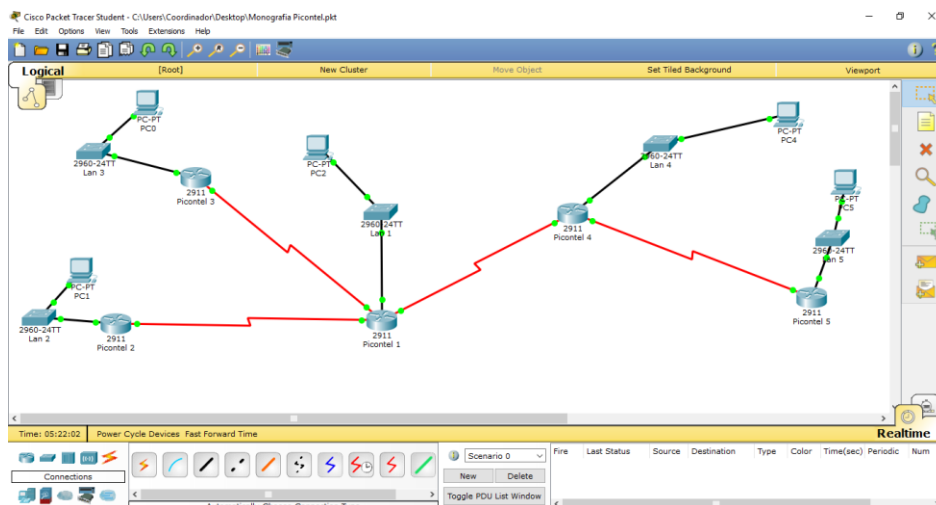 Cisco Packet Tracer Student - C:\Users\Coordinador\Desktop\Monografia Picontel.pkt
File Edit Options View Tools Extensions Help
Logical [Root] New Cluster Move Object Set Tiled Background Viewport
PC-PT
PC0
2960-24TT
Lan 3
2911
Picontel 3
PC-PT
PC2
2960-24TT
Lan 1
PC-PT
PC4
2960-24TT
Lan 4
2911
Picontel 4
PC-PT
PC5
2960-24TT
Lan 5
2911
Picontel 5
PC-PT
PC1
2960-24TT
Lan 2
2911
Picontel 2
2911
Picontel 1
Time: 05:22:02 Power Cycle Devices Fast Forward Time Realtime
Connections
Scenario 0
New Delete
Toggle PDU List Window
Fire Last Status Source Destination Type Color Time(sec) Periodic Num